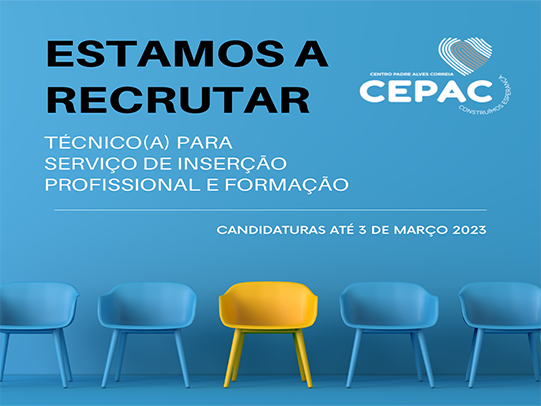 ESTAMOS A
RECRUTAR
CENTRO PADRE ALVES CORREIA
CEPAC
CONSTRUÍMOS ESPERANÇA
TÉCNICO(A) PARA
SERVIÇO DE INSERÇÃO
PROFISSIONAL E FORMAÇÃO
CANDIDATURAS ATÉ 3 DE MARÇO 2023